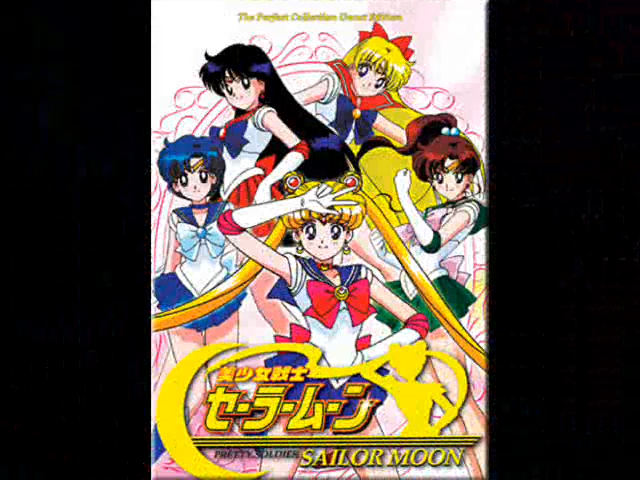 The Perfect Collection Uncut Edition
美少女戦士
セーラームーン
PRETTY SOLDIER SAILOR MOON